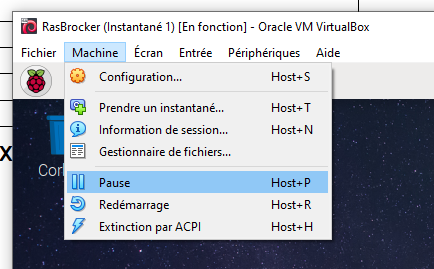 RasBrocker (Instantané 1) [En fonction] - Oracle VM VirtualBox
Fichier Machine Écran Entrée Périphériques Aide
Configuration... Host+S
Prendre un instantané... Host+T
Information de session... Host+N
Gestionnaire de fichiers...
Pause Host+P
Redémarrage Host+R
Extinction par ACPI Host+H
X